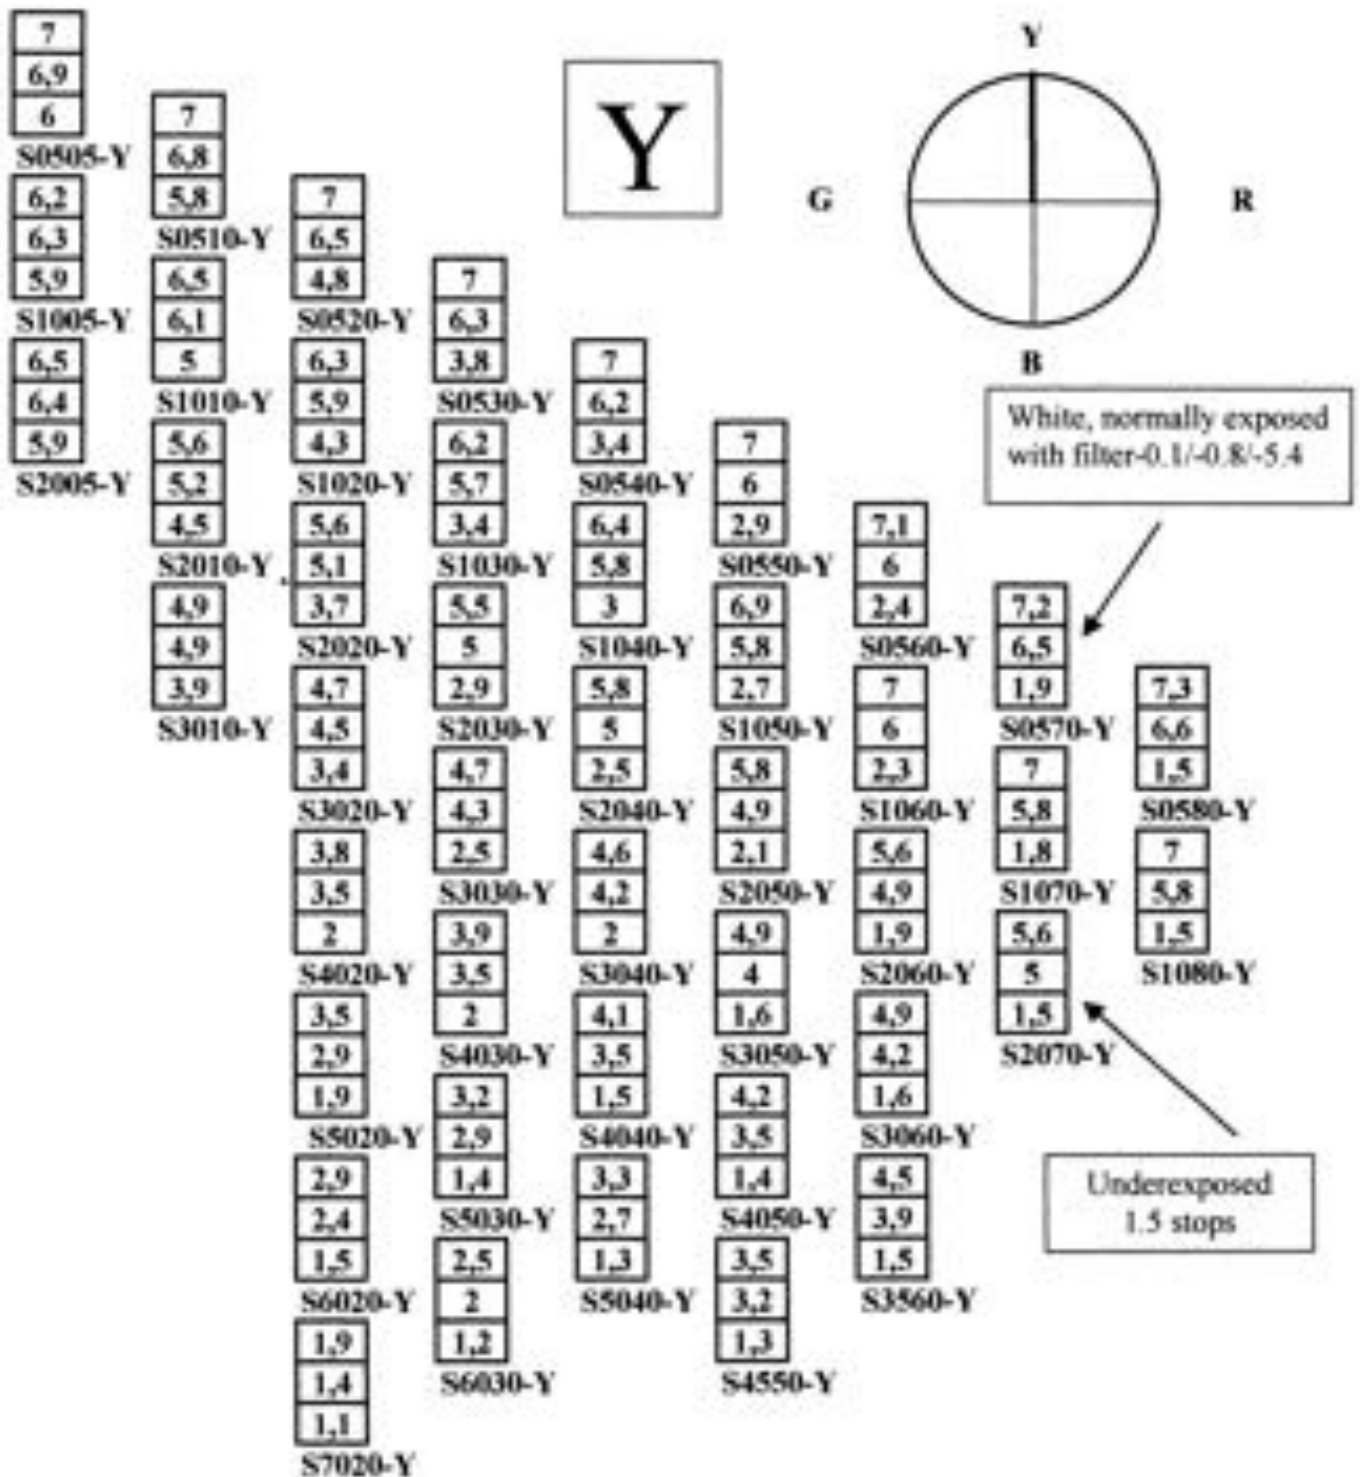 7
6,9
6
S0505-Y
6,2
6,3
5,9
S1005-Y
6,5
6,4
5,9
S2005-Y
7
6,8
5,8
S0510-Y
6,5
6,1
5
S1010-Y
5,6
5,2
4,5
S2010-Y
4,9
4,9
3,9
S3010-Y
7
6,5
4,8
S0520-Y
6,3
5,9
4,3
S1020-Y
5,6
5,1
3,7
S2020-Y
4,7
4,5
3,4
S3020-Y
3,8
3,5
2
S4020-Y
3,5
2,9
1,9
S5020-Y
2,9
2,4
1,5
S6020-Y
1,9
1,4
1,1
S7020-Y
7
6,3
3,8
S0530-Y
6,2
5,7
3,4
S1030-Y
5,5
5
2,9
S2030-Y
4,7
4,3
2,5
S3030-Y
3,9
3,5
2
S4030-Y
3,2
2,9
1,4
S5030-Y
2,5
2
1,2
S6030-Y
7
6,2
3,4
S0540-Y
6,4
5,8
3
S1040-Y
5,8
5
2,5
S2040-Y
4,6
4,2
2
S3040-Y
4,1
3,5
1,5
S4040-Y
3,3
2,7
1,3
S5040-Y
7
6
2,9
S0550-Y
6,9
5,8
2,7
S1050-Y
5,8
4,9
2,1
S2050-Y
4,9
4
1,6
S3050-Y
4,2
3,5
1,4
S4050-Y
3,5
3,2
1,3
S4550-Y
7,1
6
2,4
S0560-Y
7
6
2,3
S1060-Y
5,6
4,9
1,9
S2060-Y
4,9
4,2
1,6
S3060-Y
4,5
3,9
1,5
S3560-Y
7,2
6,5
1,9
S0570-Y
7
5,8
1,8
S1070-Y
5,6
5
1,5
S2070-Y
7,3
6,6
1,5
S0580-Y
7
5,8
1,5
S1080-Y
Y
Y
G
R
B
White, normally exposed
with filter-0.1/-0.8/-5.4
Underexposed
1.5 stops